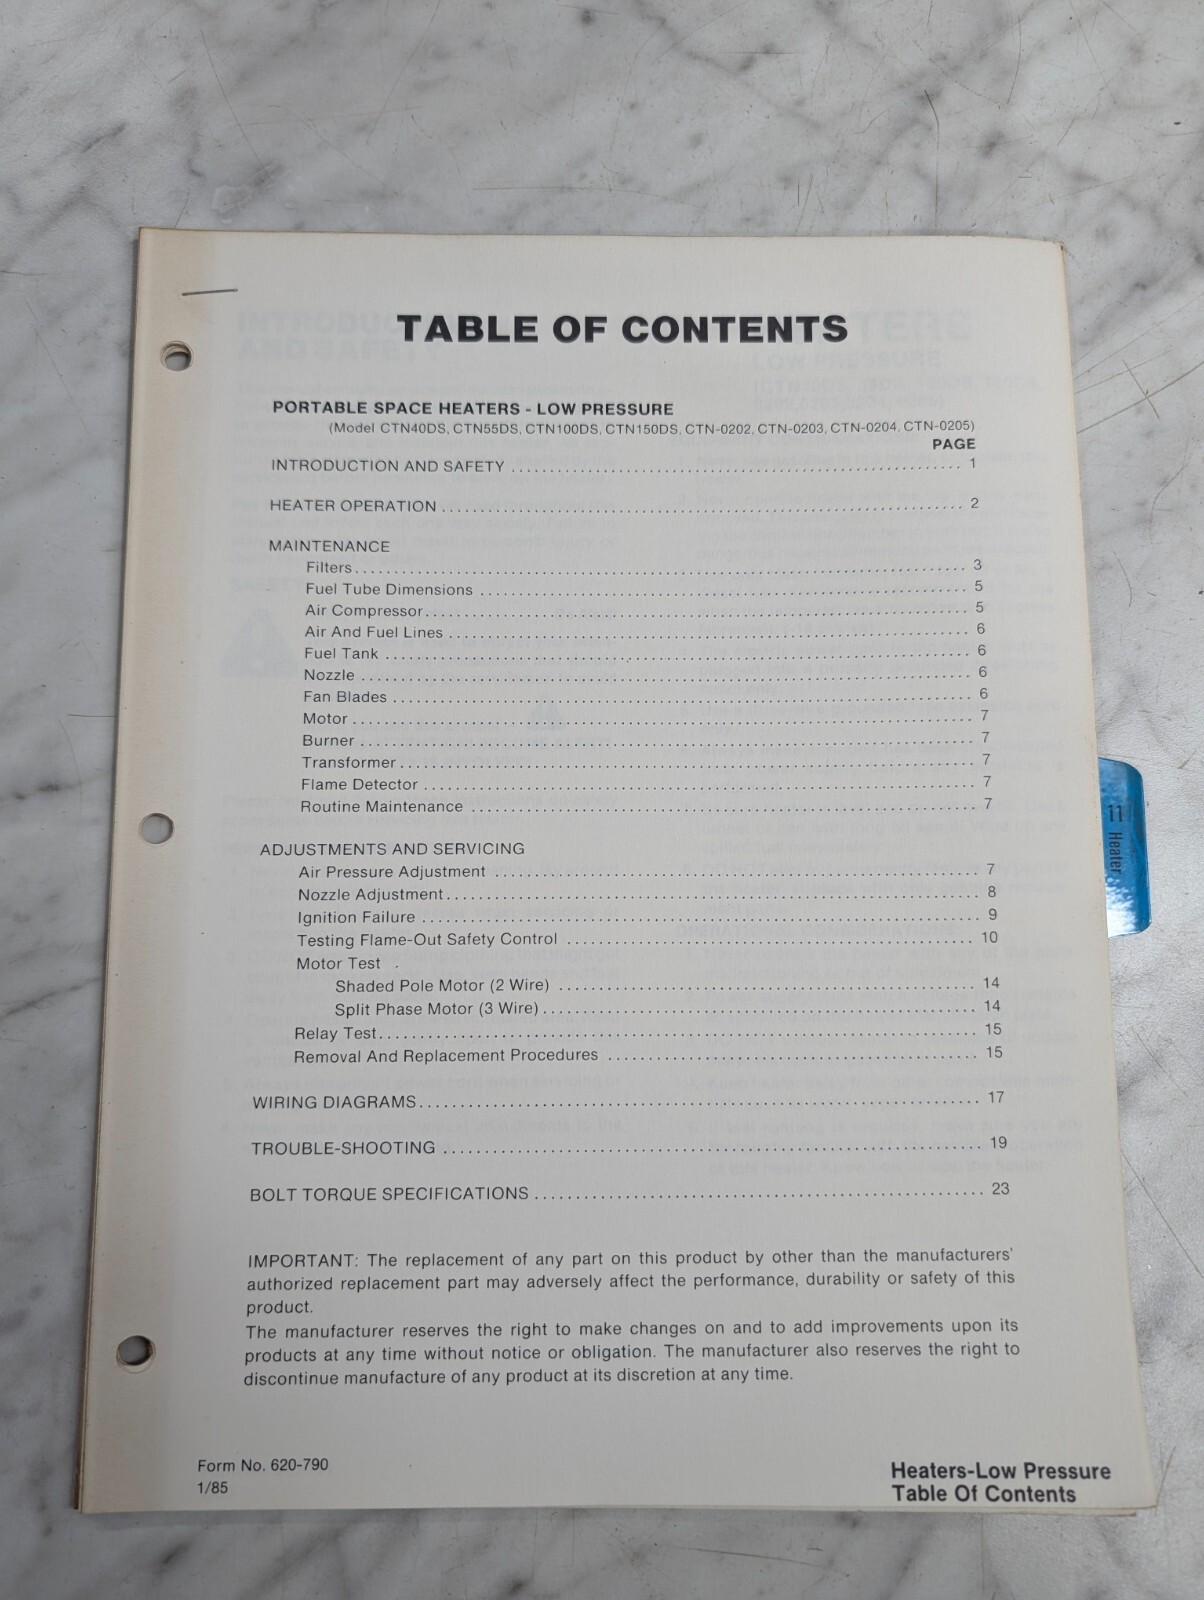 TABLE OF CONTENTS
PORTABLE SPACE HEATERS - LOW PRESSURE
(Model CTN40DS, CTN55DS, CTN100DS, CTN150DS, CTN-0202, CTN-0203, CTN-0204, CTN-0205)
PAGE
INTRODUCTION AND SAFETY 1
HEATER OPERATION 2
MAINTENANCE
Filters 3
Fuel Tube Dimensions 5
Air Compressor 5
Air And Fuel Lines 6
Fuel Tank 6
Nozzle 6
Fan Blades 6
Motor 7
Burner 7
Transformer 7
Flame Detector 7
Routine Maintenance 7
ADJUSTMENTS AND SERVICING
Air Pressure Adjustment 7
Nozzle Adjustment 8
Ignition Failure 9
Testing Flame-Out Safety Control 10
Motor Test
Shaded Pole Motor (2 Wire) 14
Split Phase Motor (3 Wire) 14
Relay Test 15
Removal And Replacement Procedures 15
WIRING DIAGRAMS 17
TROUBLE-SHOOTING 19
BOLT TORQUE SPECIFICATIONS 23
IMPORTANT: The replacement of any part on this product by other than the manufacturers'
authorized replacement part may adversely affect the performance, durability or safety of this
product.
The manufacturer reserves the right to make changes on and to add improvements upon its
products at any time without notice or obligation. The manufacturer also reserves the right to
discontinue manufacture of any product at its discretion at any time.
Form No. 620-790
1/85
Heaters-Low Pressure
Table Of Contents
11
Heater